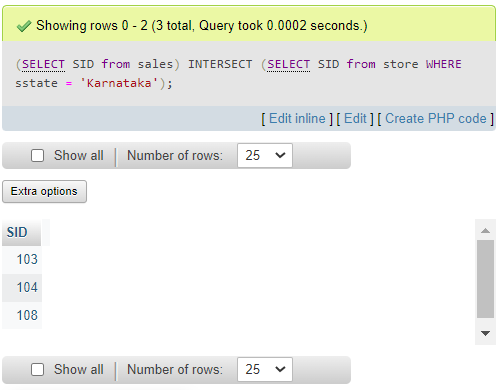 Showing rows 0 - 2 (3 total, Query took 0.0002 seconds.)
(SELECT SID from sales) INTERSECT (SELECT SID from store WHERE
sstate = 'Karnataka');
[ Edit inline ] [ Edit ] [ Create PHP code ]
Show all Number of rows: 25
Extra options
SID
103
104
108
Show all Number of rows: 25